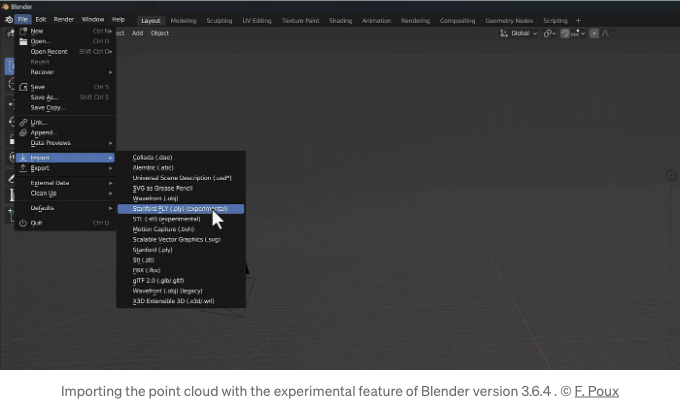 Blender
File Edit Render Window Help Layout Modeling Sculpting UV Editing Texture Paint Shading Animation Rendering Compositing Geometry Nodes Scripting +
Add Object Global
New Ctrl N
Open... Ctrl O
Open Recent Shift Ctrl O
Revert
Recover
Save Ctrl S
Save As... Shift Ctrl S
Save Copy...
Link...
Append...
Data Previews
Import
Export
External Data
Clean Up
Defaults
Quit Ctrl Q
Collada (.dae)
Alembic (.abc)
Universal Scene Description (.usd*)
SVG as Grease Pencil
Wavefront (.obj)
Stanford PLY (.ply) (experimental)
STL (.stl) (experimental)
Motion Capture (.bvh)
Scalable Vector Graphics (.svg)
Stanford (.ply)
Stl (.stl)
FBX (.fbx)
glTF 2.0 (.glb/.gltf)
Wavefront (.obj) (legacy)
X3D Extensible 3D (.x3d/.wrl)
Importing the point cloud with the experimental feature of Blender version 3.6.4 . © F. Poux